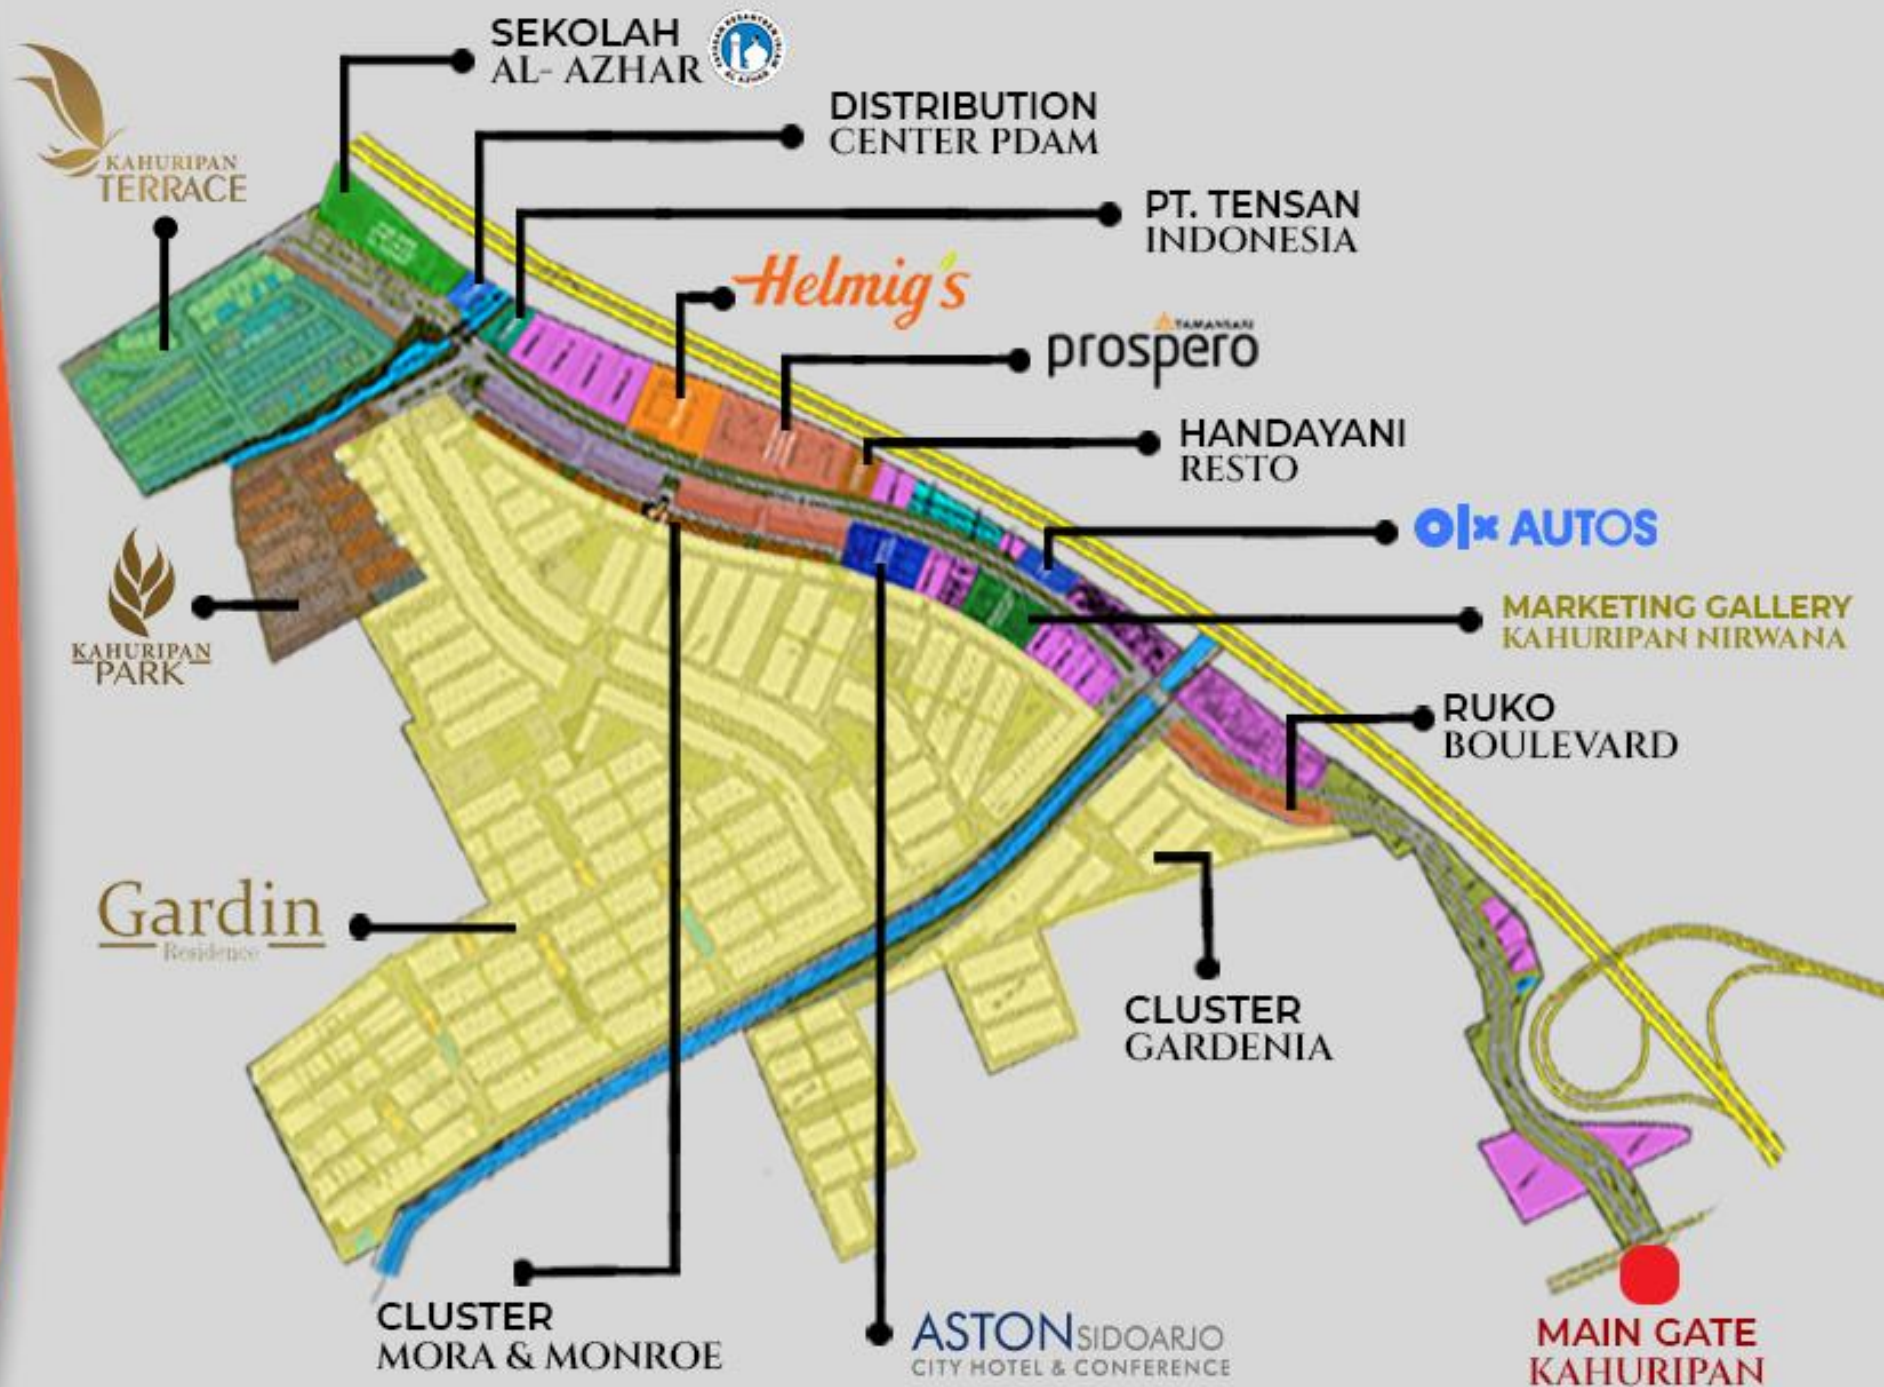 SEKOLAH
AL- AZHAR
DISTRIBUTION
CENTER PDAM
KAHURIPAN
TERRACE
PT. TENSAN
INDONESIA
Helmig's
TAMANSARI
prospero
HANDAYANI
RESTO
olx AUTOS
MARKETING GALLERY
KAHURIPAN NIRWANA
KAHURIPAN
PARK
RUKO
BOULEVARD
Gardin
Residence
CLUSTER
GARDENIA
CLUSTER
MORA & MONROE
ASTON SIDOARJO
CITY HOTEL & CONFERENCE
MAIN GATE
KAHURIPAN